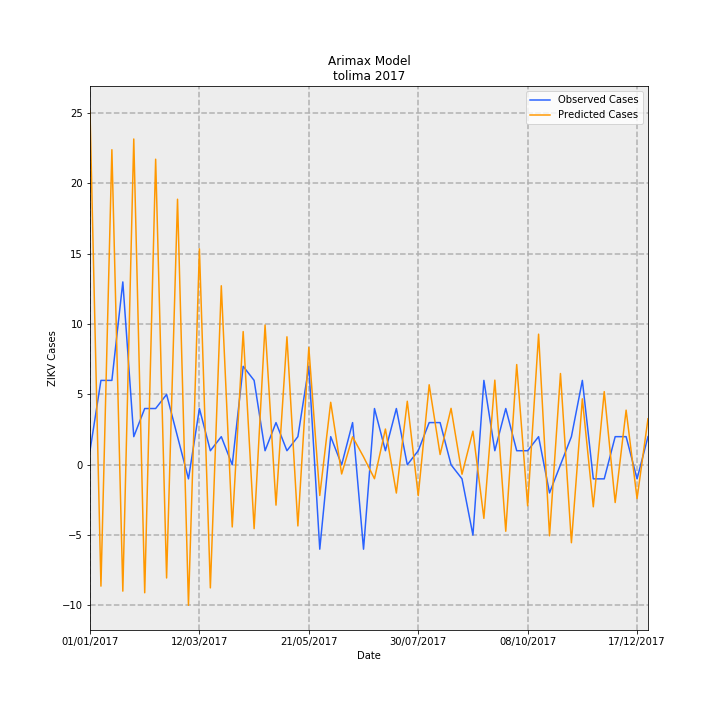 Arimax Model
tolima 2017
Observed Cases
Predicted Cases
ZIKV Cases
25
20
15
10
5
0
−5
−10
01/01/2017 12/03/2017 21/05/2017 30/07/2017 08/10/2017 17/12/2017
Date